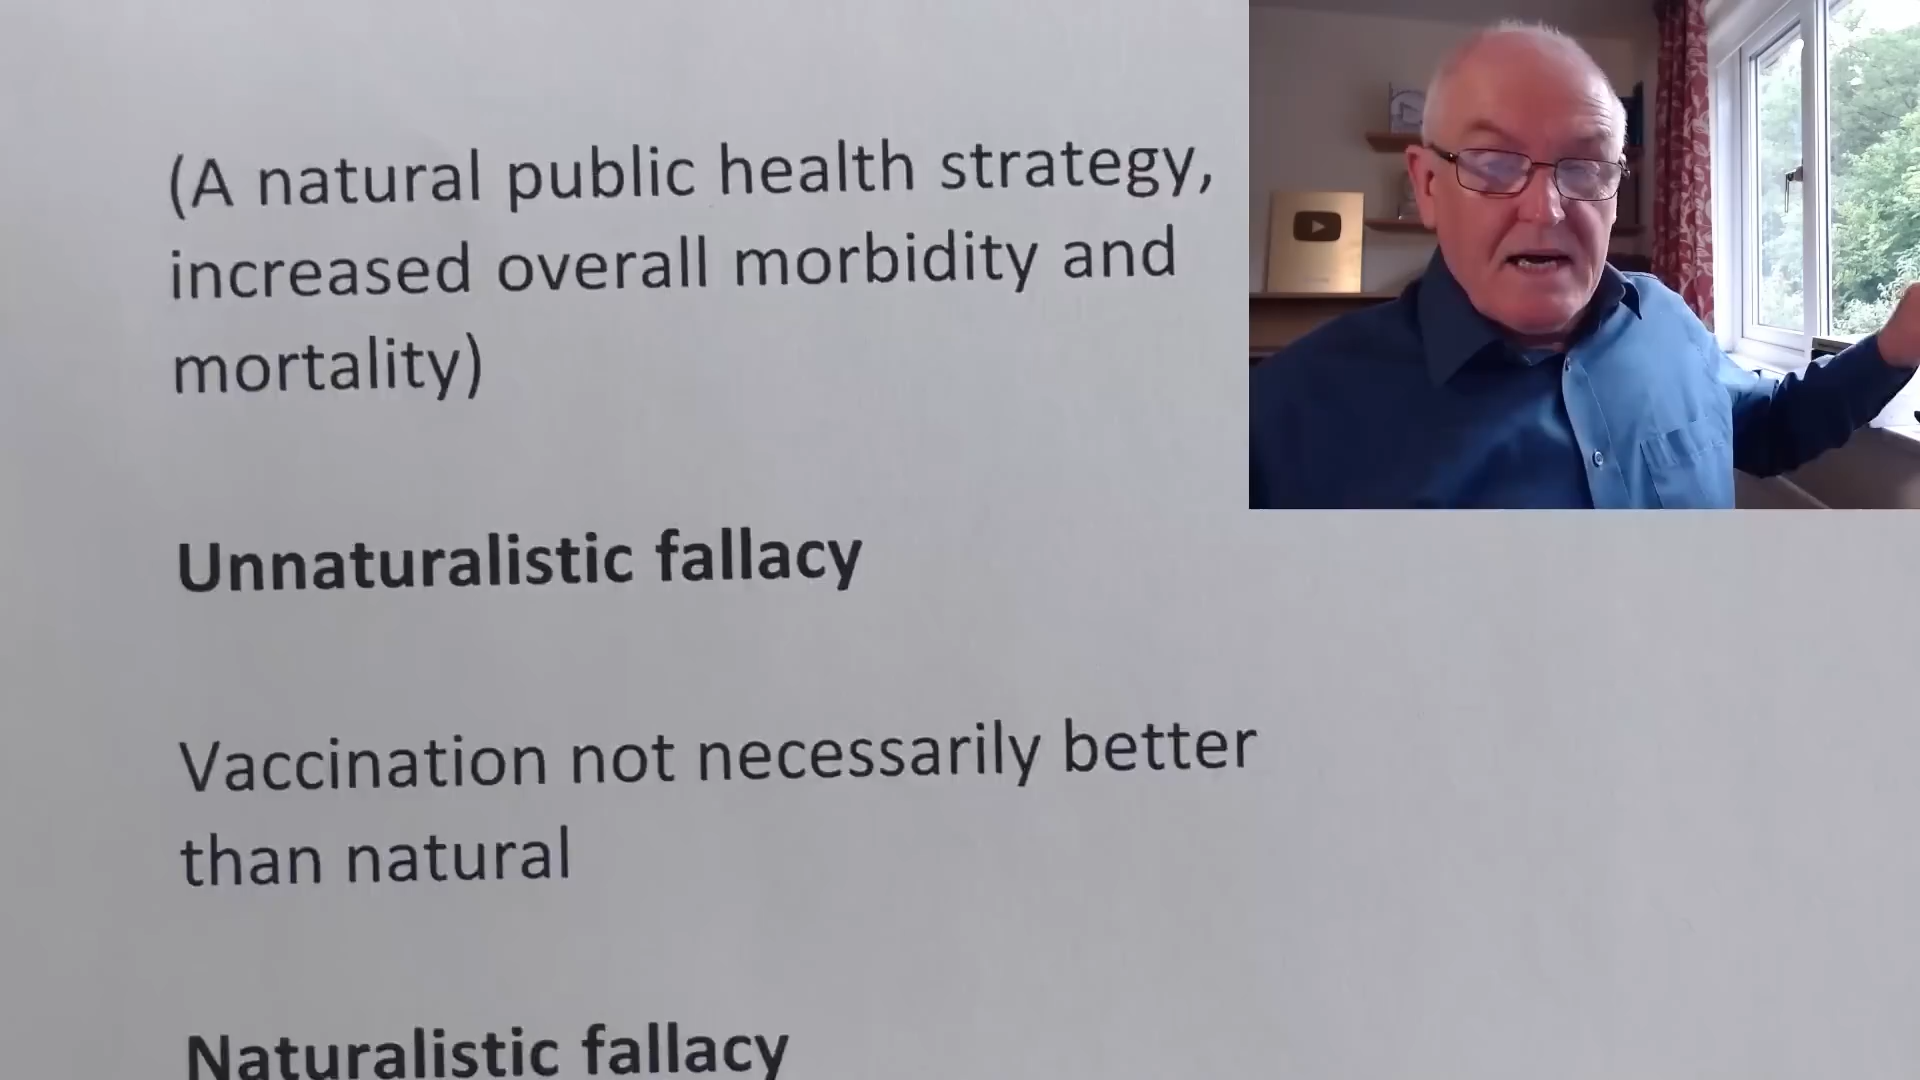 (A natural public health strategy,
increased overall morbidity and
mortality)
Unnaturalistic fallacy
Vaccination not necessarily better
than natural
Naturalistic fallacy